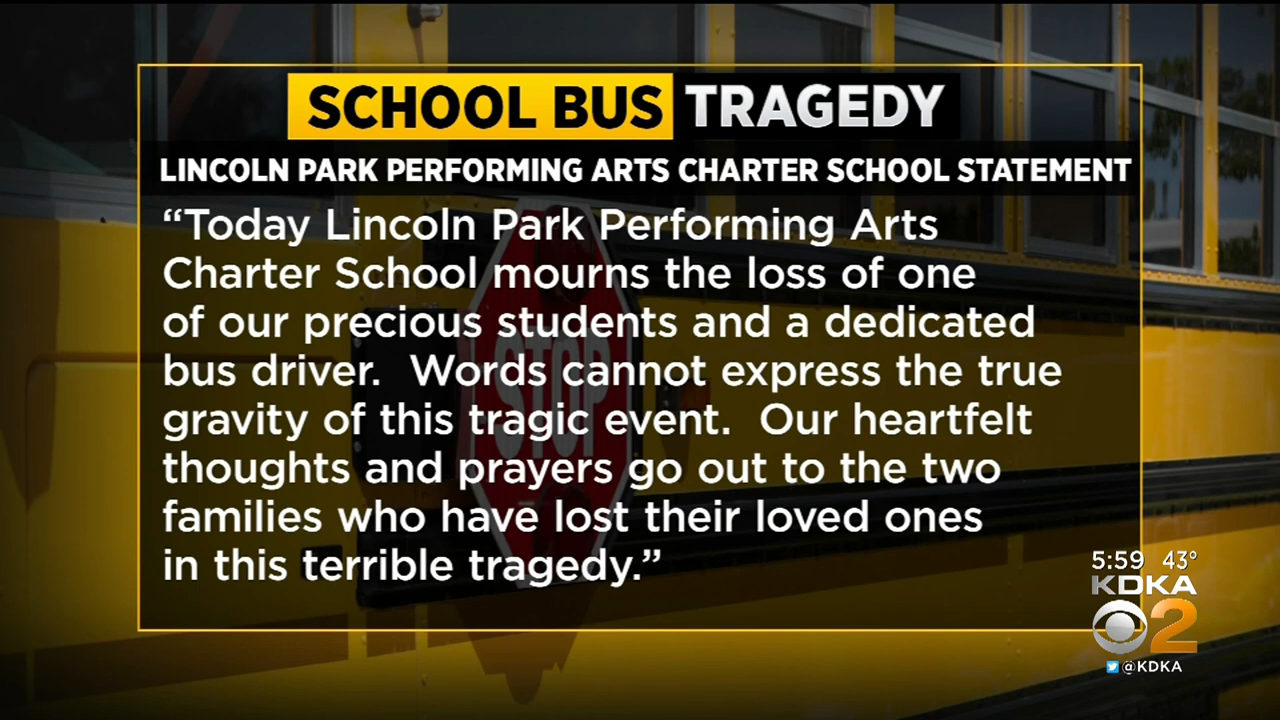 SCHOOL BUS TRAGEDY
LINCOLN PARK PERFORMING ARTS CHARTER SCHOOL STATEMENT
“Today Lincoln Park Performing Arts
Charter School mourns the loss of one
of our precious students and a dedicated
bus driver.  Words cannot express the true
gravity of this tragic event.  Our heartfelt
thoughts and prayers go out to the two
families who have lost their loved ones
in this terrible tragedy.”
STOP
5:59 43°
KDKA
2
@KDKA